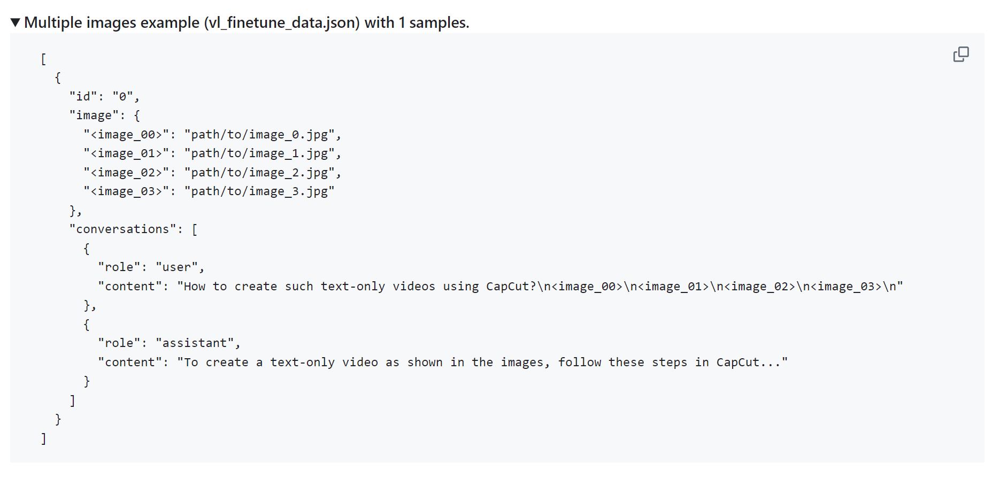 ▼ Multiple images example (vl_finetune_data.json) with 1 samples.
[
  {
    "id": "0",
    "image": {
      "<image_00>": "path/to/image_0.jpg",
      "<image_01>": "path/to/image_1.jpg",
      "<image_02>": "path/to/image_2.jpg",
      "<image_03>": "path/to/image_3.jpg"
    },
    "conversations": [
      {
        "role": "user",
        "content": "How to create such text-only videos using CapCut?\n<image_00>\n<image_01>\n<image_02>\n<image_03>\n"
      },
      {
        "role": "assistant",
        "content": "To create a text-only video as shown in the images, follow these steps in CapCut..."
      }
    ]
  }
]